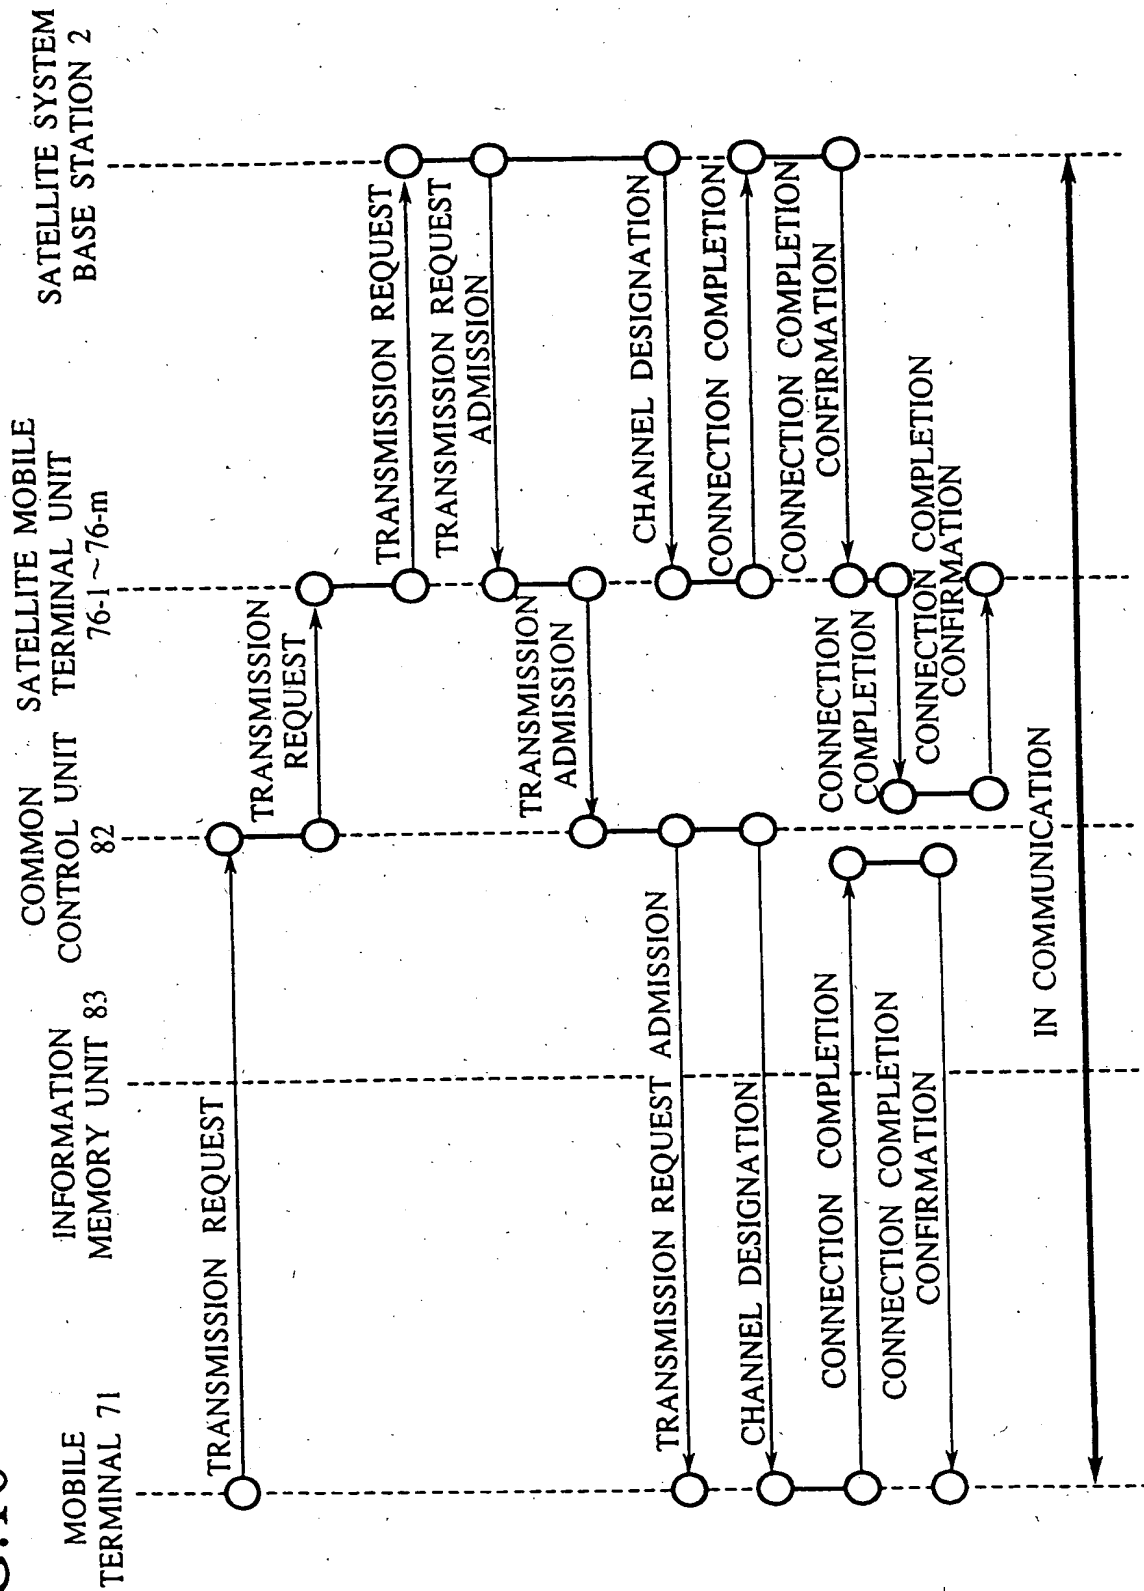 MOBILE
TERMINAL 71
INFORMATION
MEMORY UNIT 83
COMMON
CONTROL UNIT
82
SATELLITE MOBILE
TERMINAL UNIT
76-1~76-m
SATELLITE SYSTEM
BASE STATION 2
TRANSMISSION REQUEST
TRANSMISSION
REQUEST
TRANSMISSION REQUEST
TRANSMISSION REQUEST
ADMISSION
TRANSMISSION
ADMISSION
TRANSMISSION REQUEST ADMISSION
CHANNEL DESIGNATION
CHANNEL DESIGNATION
CONNECTION COMPLETION
CONNECTION COMPLETION
CONNECTION COMPLETION
CONFIRMATION
CONNECTION COMPLETION
CONFIRMATION
CONNECTION
COMPLETION
CONNECTION COMPLETION
CONFIRMATION
IN COMMUNICATION